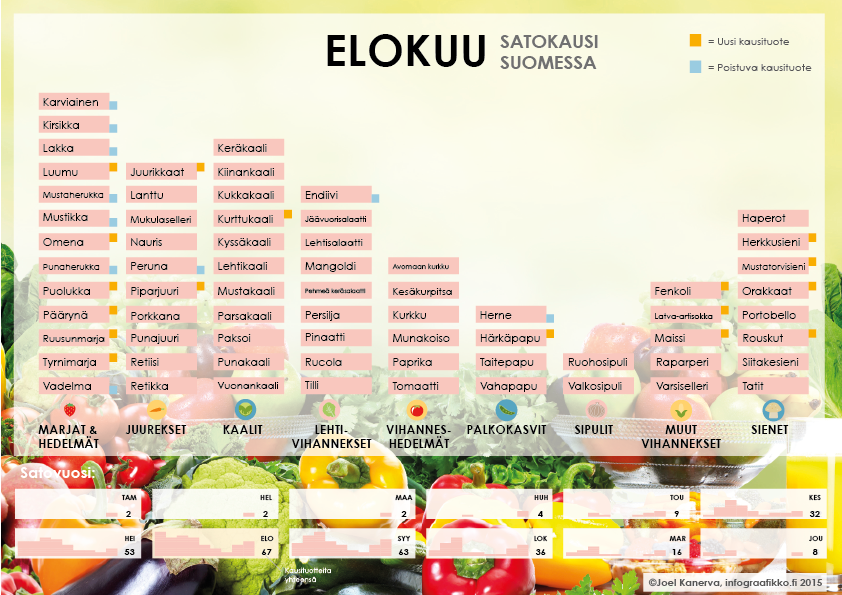 ELOKUU
SATOKAUSI
SUOMESSA
= Uusi kausituote
= Poistuva kausituote
Karviainen
Kirsikka
Lakka
Luumu
Mustaherukka
Mustikka
Omena
Punaherukka
Puolukka
Päärynä
Ruusunmarja
Tyrnimarja
Vadelma
MARJAT &
HEDELMÄT
Juurikkaat
Lanttu
Mukulaselleri
Nauris
Peruna
Piparjuuri
Porkkana
Punajuuri
Retiisi
Retikka
JUUREKSET
Keräkaali
Kiinankaali
Kukkakaali
Kurttukaali
Kyssäkaali
Lehtikaali
Mustakaali
Parsakaali
Paksoi
Punakaali
Vuonankaali
KAALIT
Endiivi
Jäävuorisalaatti
Lehtisalaatti
Mangoldi
Pehmeä keräsalaatti
Persilja
Pinaatti
Rucola
Tilli
LEHTI-
VIHANNEKSET
Avomaan kurkku
Kesäkurpitsa
Kurkku
Munakoiso
Paprika
Tomaatti
VIHANNES-
HEDELMÄT
Herne
Härkäpapu
Taitepapu
Vahapapu
PALKOKASVIT
Ruohosipuli
Valkosipuli
SIPULIT
Fenkoli
Latva-artisokka
Maissi
Raparperi
Varsiselleri
MUUT
VIHANNEKSET
Haperot
Herkkusieni
Mustatorvisieni
Orakkaat
Portobello
Rouskut
Siitakesieni
Tatit
SIENET
Satovuosi:
TAM
2
HEL
2
MAA
2
HUH
4
TOU
9
KES
32
HEI
53
ELO
67
SYY
63
LOK
36
MAR
16
JOU
8
Kausituotteita
yhteensä
©Joel Kanerva, infograafikko.fi 2015